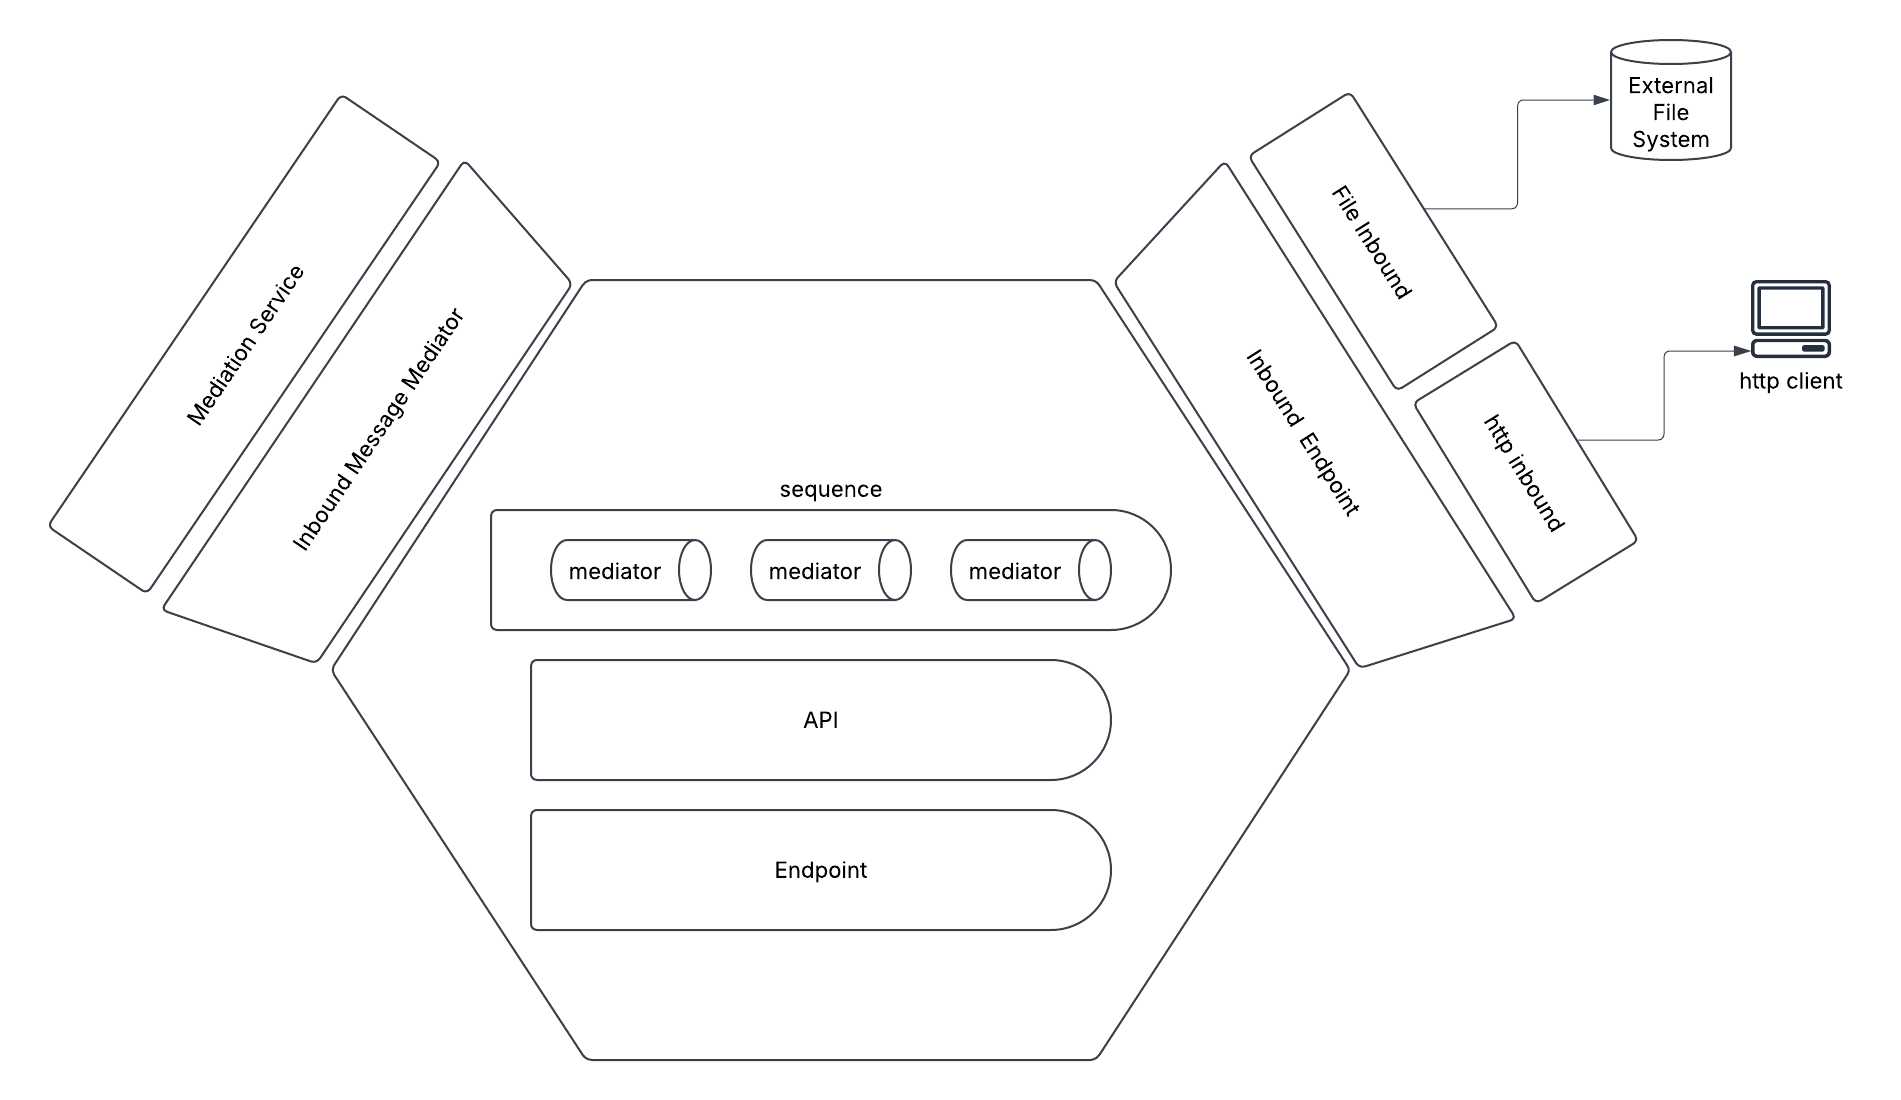 External
File
System
File Inbound
Mediation Service
Inbound Message Mediator
Inbound Endpoint
http client
http inbound
sequence
mediator mediator mediator
API
Endpoint